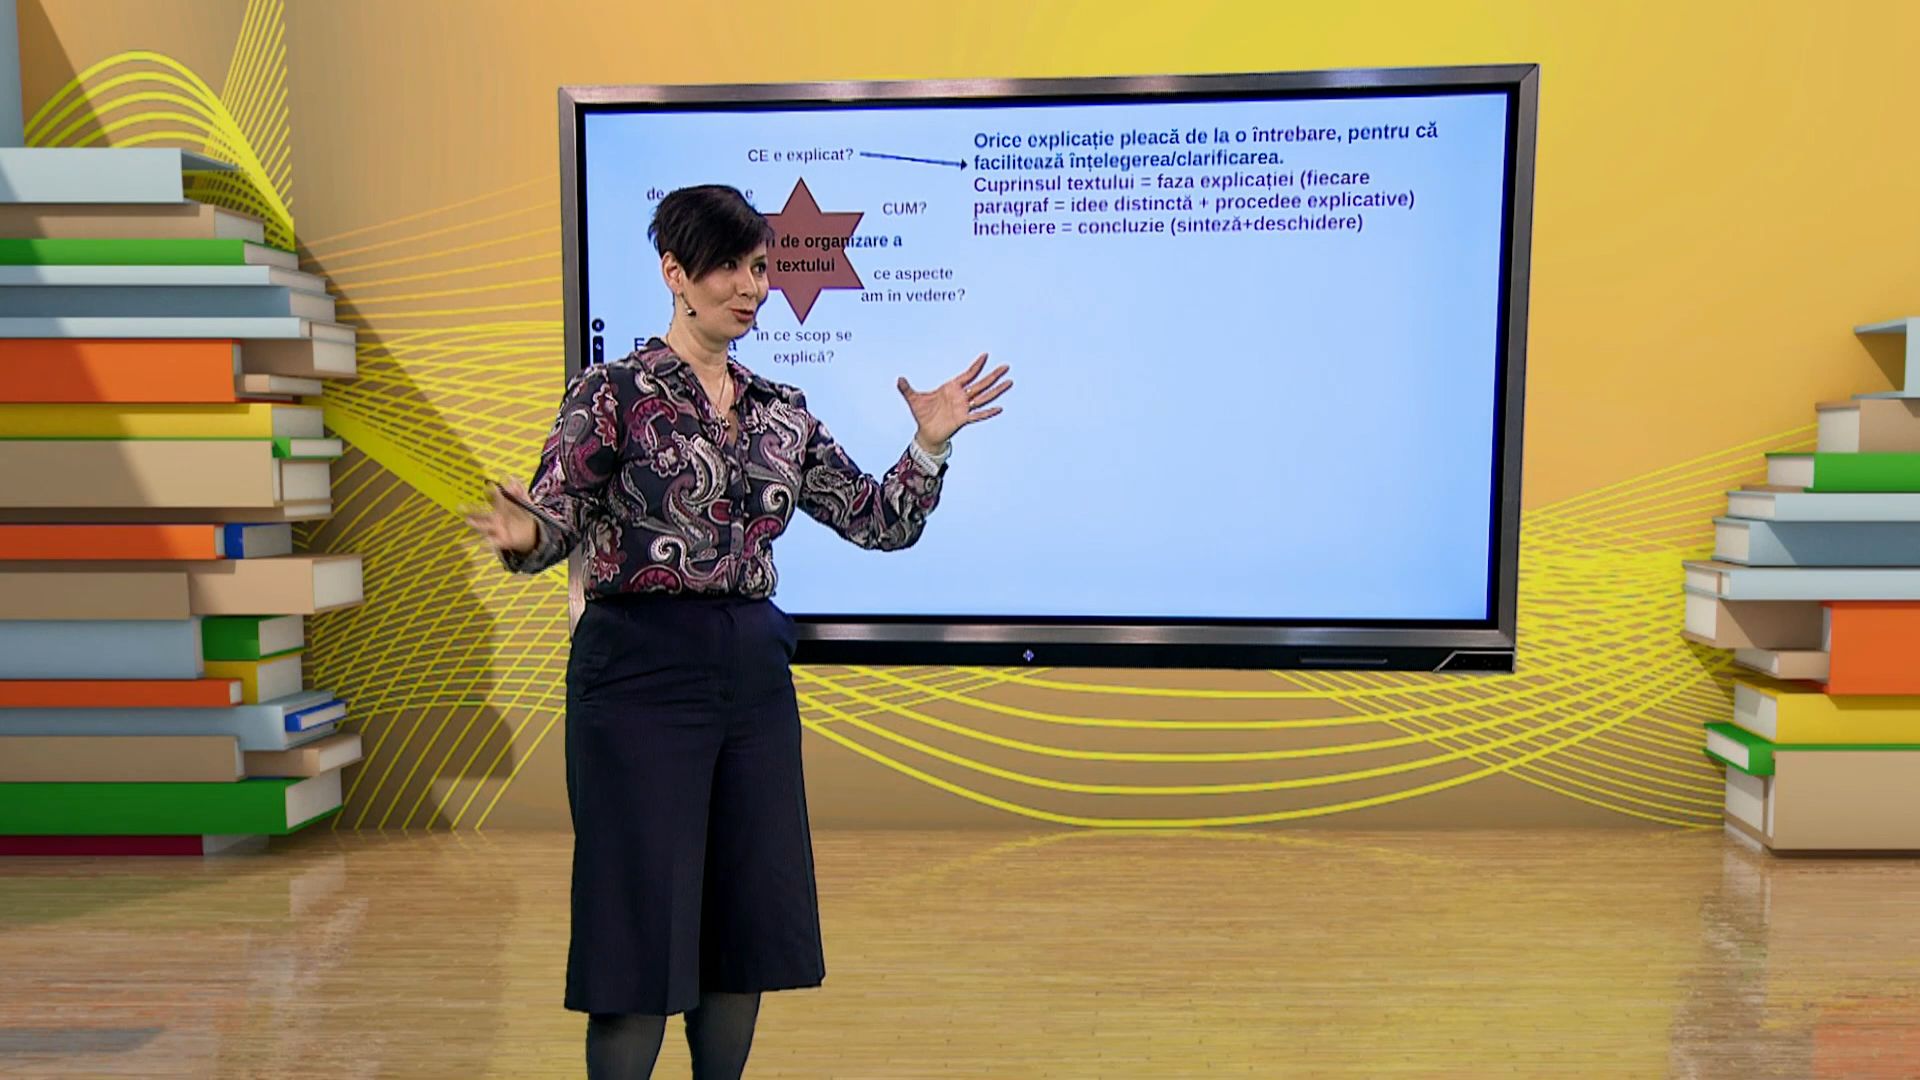 CE e explicat?
de
e
CUM?
i de organizare a
textului
ce aspecte
am în vedere?
în ce scop se
explică?
Orice explicație pleacă de la o întrebare, pentru că
facilitează înțelegerea/clarificarea.
Cuprinsul textului = faza explicației (fiecare
paragraf = idee distinctă + procedee explicative)
Încheiere = concluzie (sinteză+deschidere)